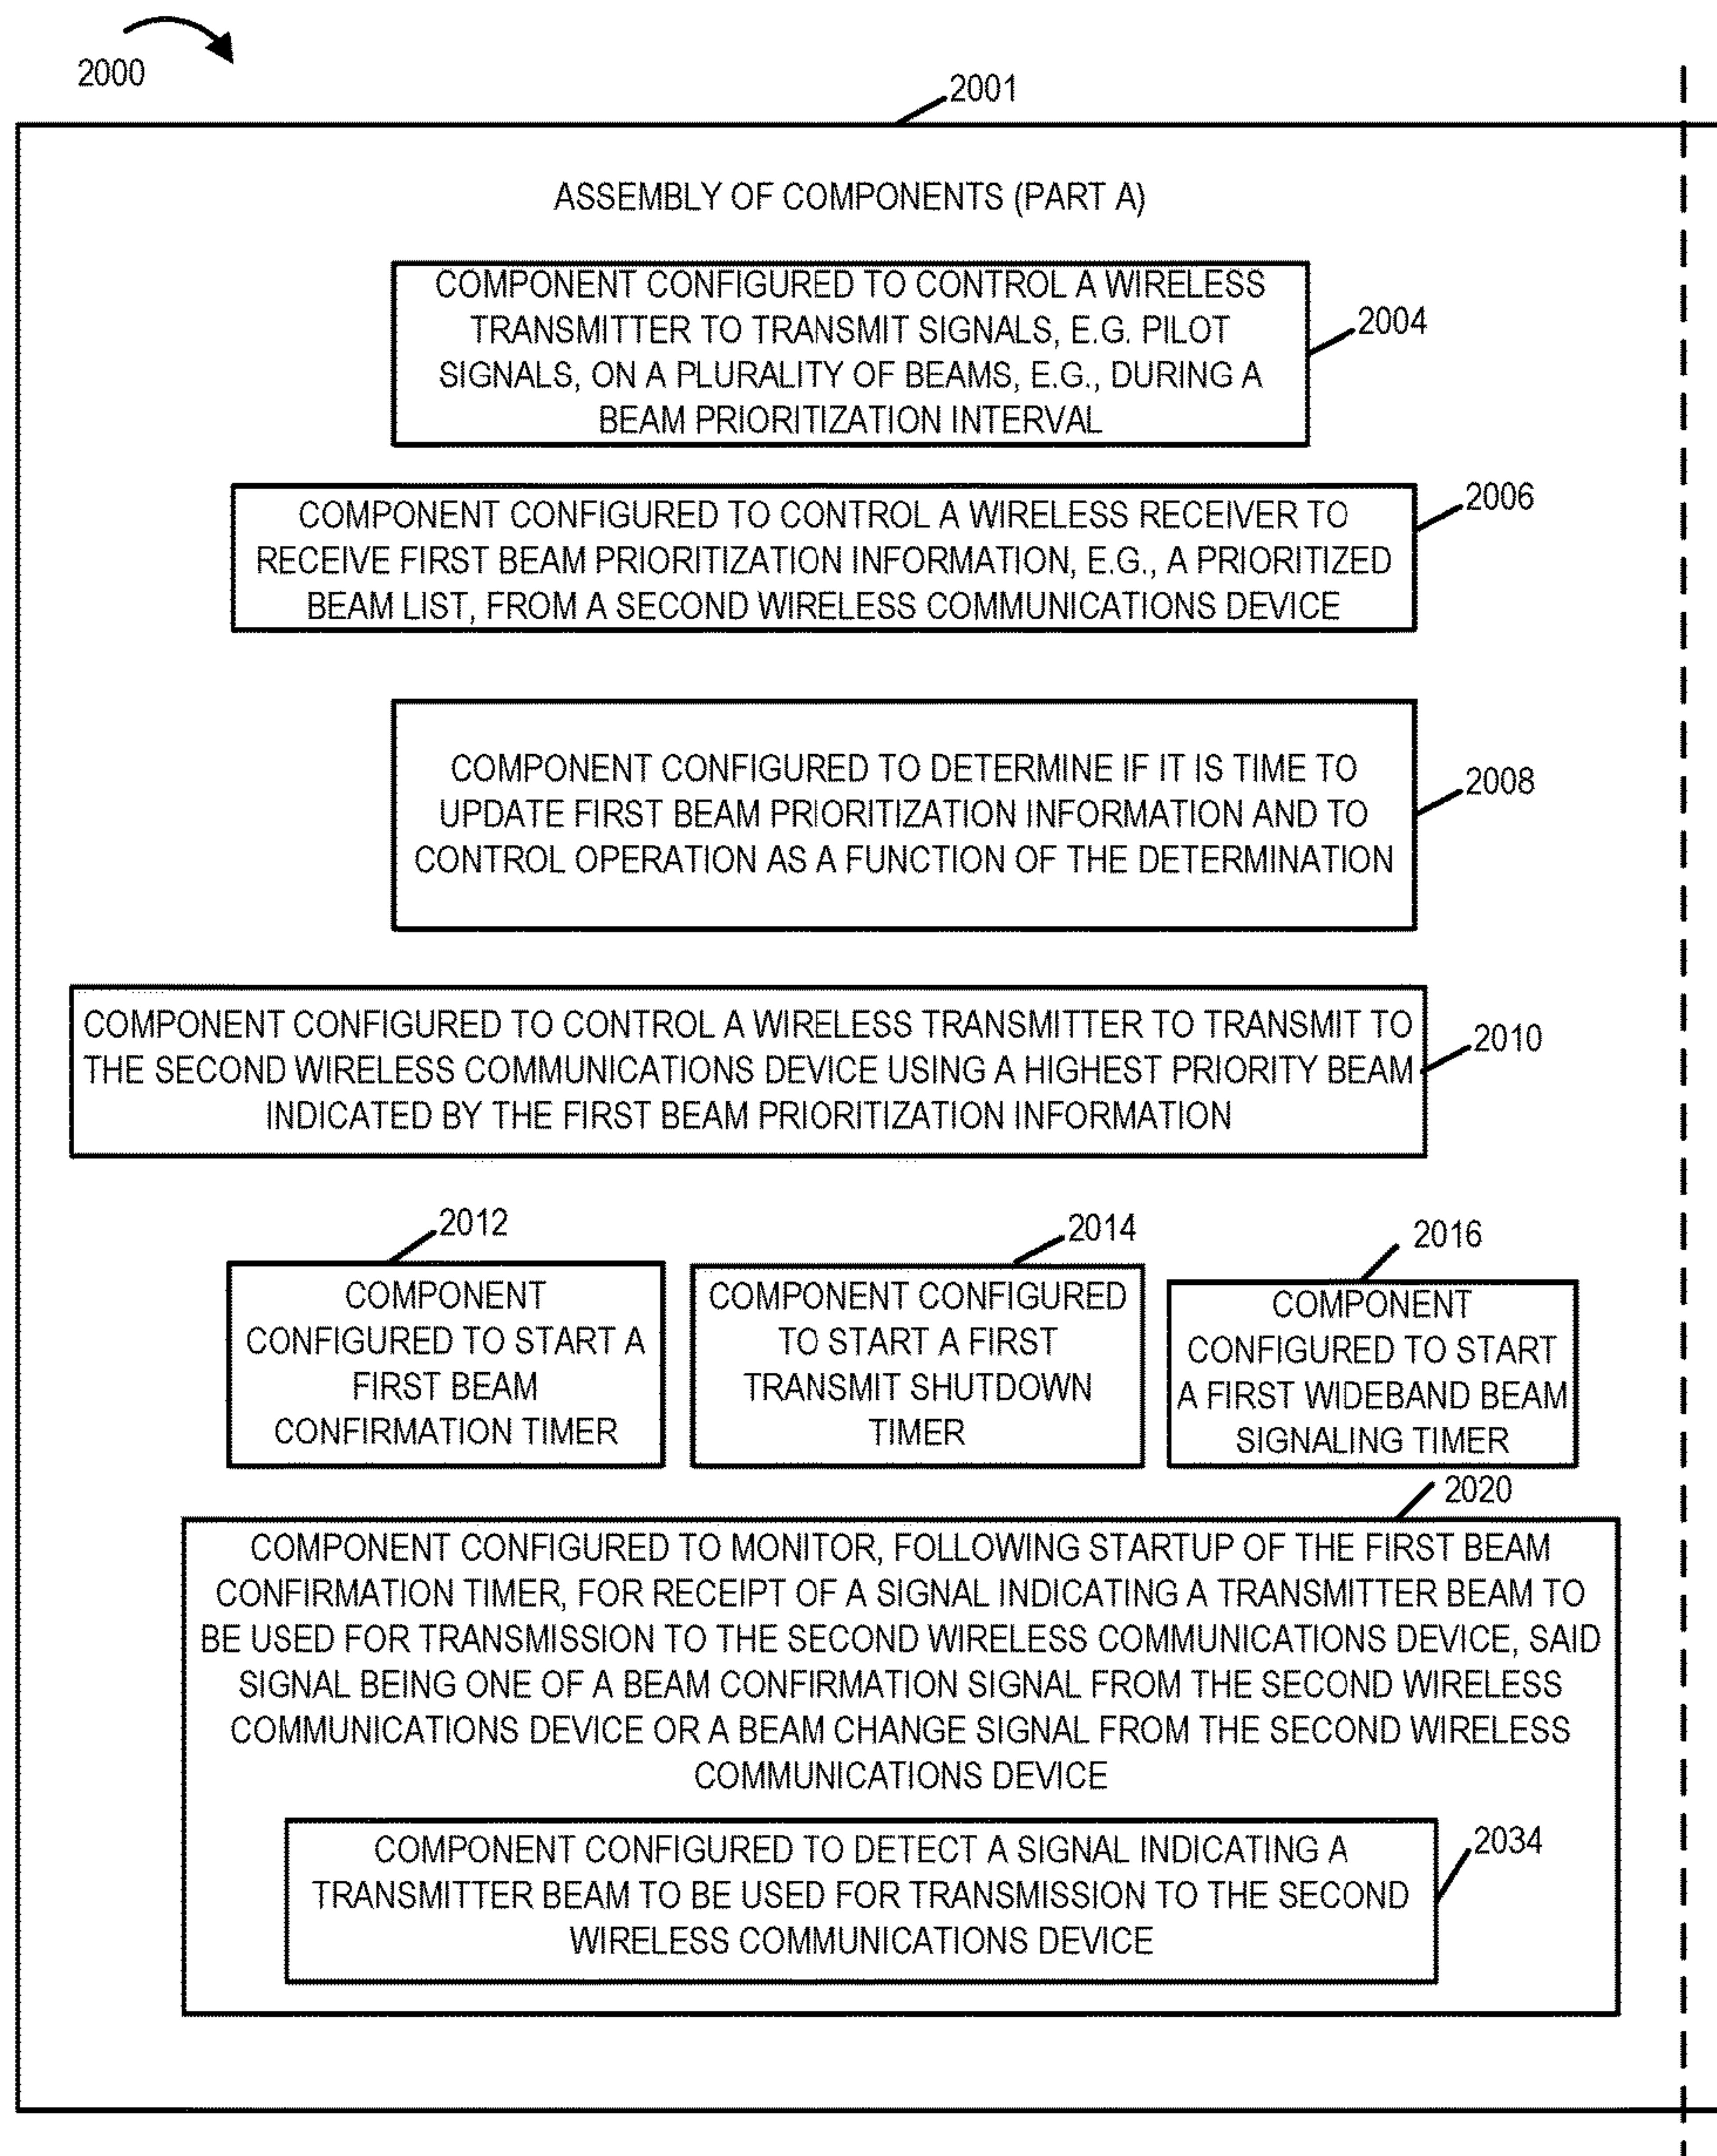 2000
2001
ASSEMBLY OF COMPONENTS (PART A)
COMPONENT CONFIGURED TO CONTROL A WIRELESS
TRANSMITTER TO TRANSMIT SIGNALS, E.G. PILOT
SIGNALS, ON A PLURALITY OF BEAMS, E.G., DURING A
BEAM PRIORITIZATION INTERVAL
2004
COMPONENT CONFIGURED TO CONTROL A WIRELESS RECEIVER TO
RECEIVE FIRST BEAM PRIORITIZATION INFORMATION, E.G., A PRIORITIZED
BEAM LIST, FROM A SECOND WIRELESS COMMUNICATIONS DEVICE
2006
COMPONENT CONFIGURED TO DETERMINE IF IT IS TIME TO
UPDATE FIRST BEAM PRIORITIZATION INFORMATION AND TO
CONTROL OPERATION AS A FUNCTION OF THE DETERMINATION
2008
COMPONENT CONFIGURED TO CONTROL A WIRELESS TRANSMITTER TO TRANSMIT TO
THE SECOND WIRELESS COMMUNICATIONS DEVICE USING A HIGHEST PRIORITY BEAM
INDICATED BY THE FIRST BEAM PRIORITIZATION INFORMATION
2010
2012
COMPONENT
CONFIGURED TO START A
FIRST BEAM
CONFIRMATION TIMER
2014
COMPONENT CONFIGURED
TO START A FIRST
TRANSMIT SHUTDOWN
TIMER
2016
COMPONENT
CONFIGURED TO START
A FIRST WIDEBAND BEAM
SIGNALING TIMER
2020
COMPONENT CONFIGURED TO MONITOR, FOLLOWING STARTUP OF THE FIRST BEAM
CONFIRMATION TIMER, FOR RECEIPT OF A SIGNAL INDICATING A TRANSMITTER BEAM TO
BE USED FOR TRANSMISSION TO THE SECOND WIRELESS COMMUNICATIONS DEVICE, SAID
SIGNAL BEING ONE OF A BEAM CONFIRMATION SIGNAL FROM THE SECOND WIRELESS
COMMUNICATIONS DEVICE OR A BEAM CHANGE SIGNAL FROM THE SECOND WIRELESS
COMMUNICATIONS DEVICE
COMPONENT CONFIGURED TO DETECT A SIGNAL INDICATING A
TRANSMITTER BEAM TO BE USED FOR TRANSMISSION TO THE SECOND
WIRELESS COMMUNICATIONS DEVICE
2034